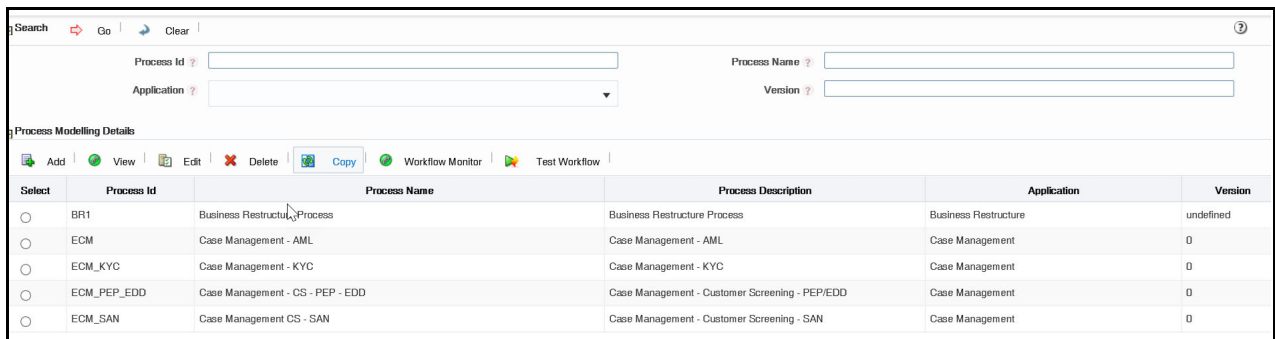 Search Go Clear ?
Process Id ? Process Name ?
Application ? Version ?
Process Modelling Details
Add View Edit Delete Copy Workflow Monitor Test Workflow
Select Process Id Process Name Process Description Application Version
BR1 Business Restructure Process Business Restructure Process Business Restructure undefined
ECM Case Management - AML Case Management - AML Case Management 0
ECM_KYC Case Management - KYC Case Management - KYC Case Management 0
ECM_PEP_EDD Case Management - CS - PEP - EDD Case Management - Customer Screening - PEP/EDD Case Management 0
ECM_SAN Case Management CS - SAN Case Management - Customer Screening - SAN Case Management 0